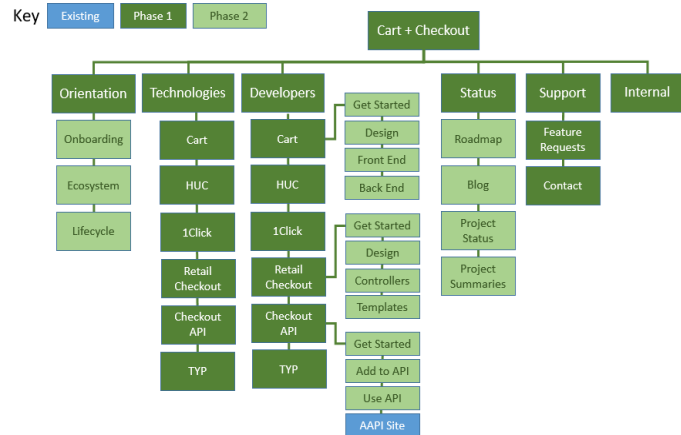 Key
Existing
Phase 1
Phase 2
Cart + Checkout
Orientation
Technologies
Developers
Status
Support
Internal
Onboarding
Ecosystem
Lifecycle
Cart
HUC
1Click
Retail
Checkout
Checkout
API
TYP
Cart
HUC
1Click
Retail
Checkout
Checkout
API
TYP
Get Started
Design
Front End
Back End
Get Started
Design
Controllers
Templates
Get Started
Add to API
Use API
AAPI Site
Roadmap
Blog
Project
Status
Project
Summaries
Feature
Requests
Contact